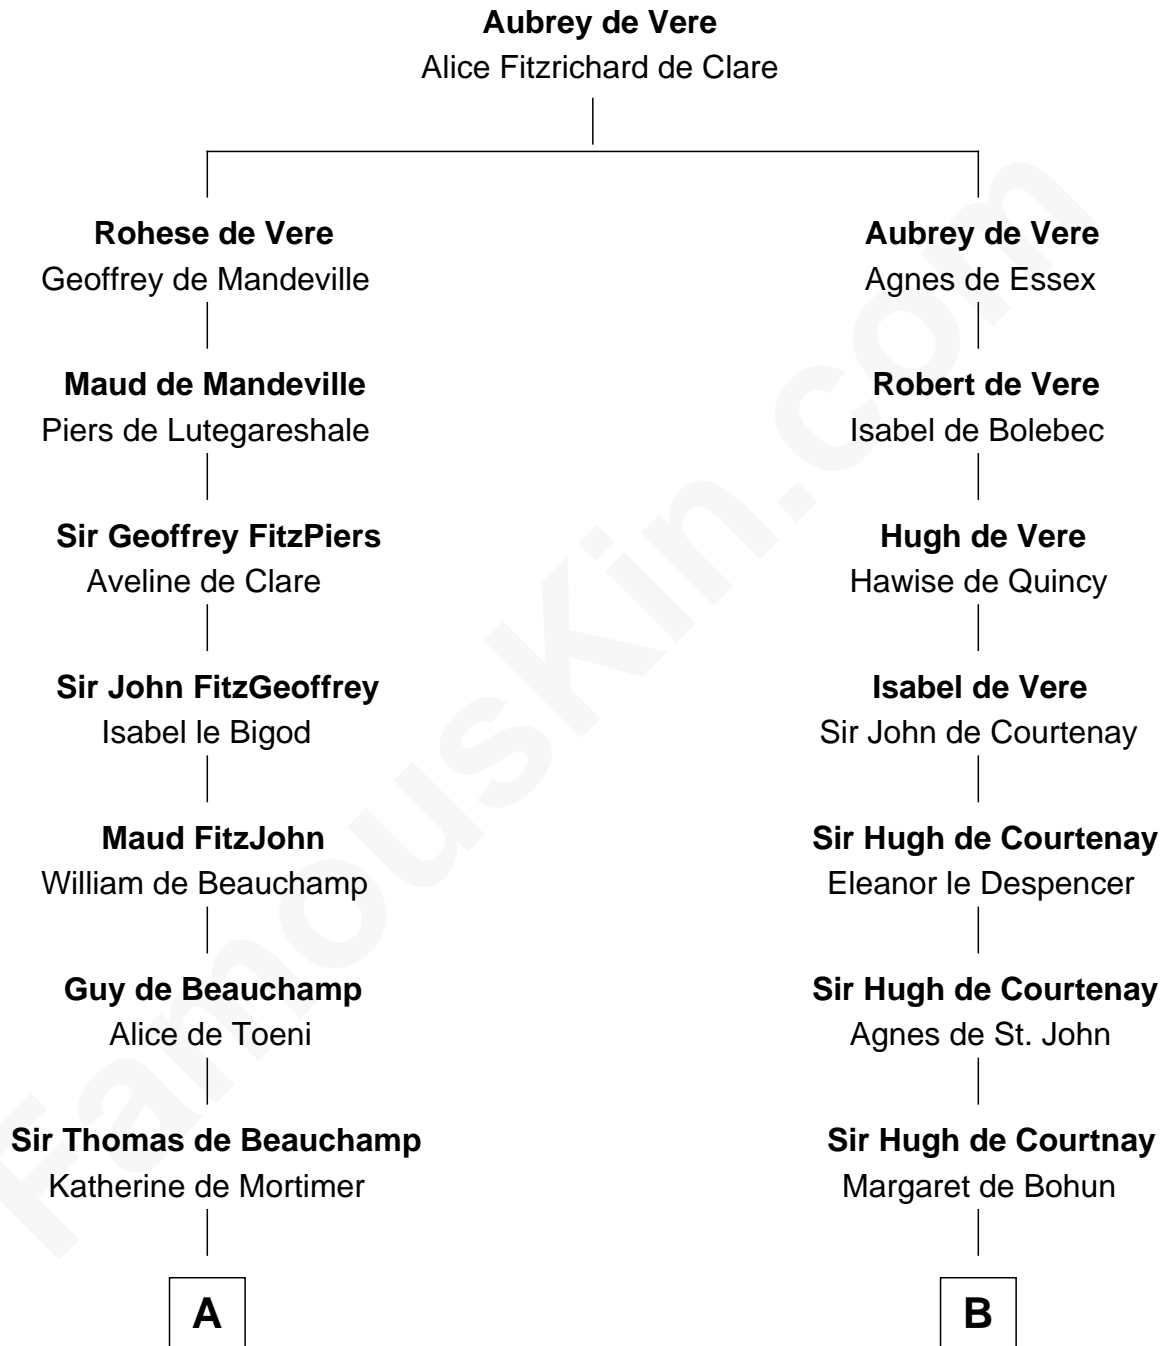 Aubrey de Vere
Alice Fitzrichard de Clare
Rohese de Vere
Geoffrey de Mandeville
Aubrey de Vere
Agnes de Essex
Maud de Mandeville
Piers de Lutegareshale
Robert de Vere
Isabel de Bolebec
Sir Geoffrey FitzPiers
Aveline de Clare
Hugh de Vere
Hawise de Quincy
Sir John FitzGeoffrey
Isabel le Bigod
Isabel de Vere
Sir John de Courtenay
Maud FitzJohn
William de Beauchamp
Sir Hugh de Courtenay
Eleanor le Despencer
Guy de Beauchamp
Alice de Toeni
Sir Hugh de Courtenay
Agnes de St. John
Sir Thomas de Beauchamp
Katherine de Mortimer
Sir Hugh de Courtnay
Margaret de Bohun
A
B
FamousKin.com